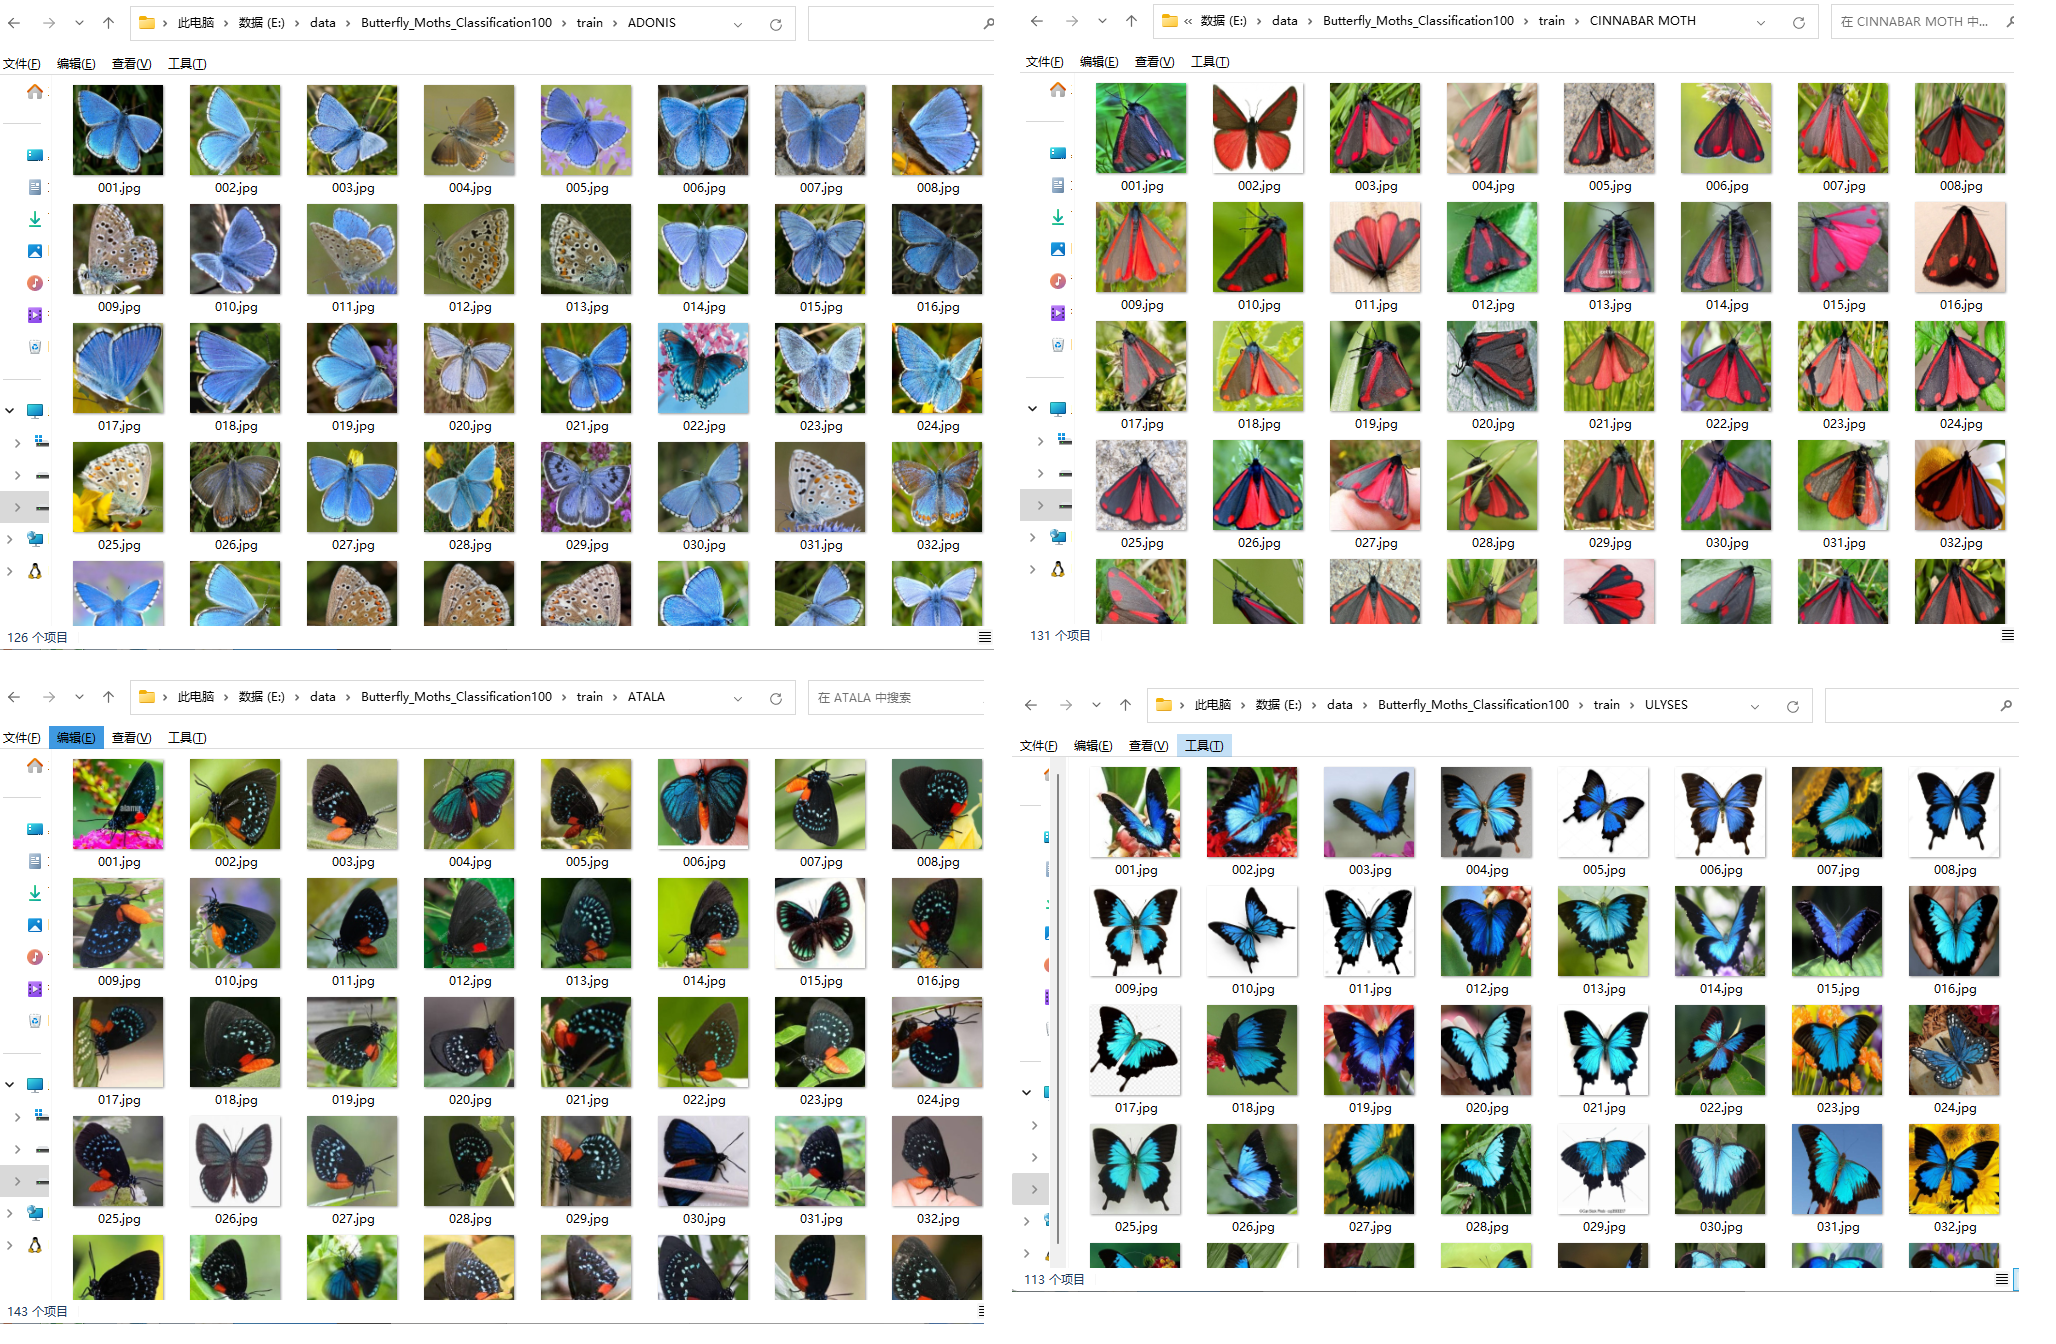 此电脑 › 数据 (E:) › data › Butterfly_Moths_Classification100 › train › ADONIS
文件(F) 编辑(E) 查看(V) 工具(T)
001.jpg 002.jpg 003.jpg 004.jpg 005.jpg 006.jpg 007.jpg 008.jpg
009.jpg 010.jpg 011.jpg 012.jpg 013.jpg 014.jpg 015.jpg 016.jpg
017.jpg 018.jpg 019.jpg 020.jpg 021.jpg 022.jpg 023.jpg 024.jpg
025.jpg 026.jpg 027.jpg 028.jpg 029.jpg 030.jpg 031.jpg 032.jpg
126 个项目
« 数据 (E:) › data › Butterfly_Moths_Classification100 › train › CINNABAR MOTH
在 CINNABAR MOTH 中...
文件(F) 编辑(E) 查看(V) 工具(T)
001.jpg 002.jpg 003.jpg 004.jpg 005.jpg 006.jpg 007.jpg 008.jpg
009.jpg 010.jpg 011.jpg 012.jpg 013.jpg 014.jpg 015.jpg 016.jpg
017.jpg 018.jpg 019.jpg 020.jpg 021.jpg 022.jpg 023.jpg 024.jpg
025.jpg 026.jpg 027.jpg 028.jpg 029.jpg 030.jpg 031.jpg 032.jpg
131 个项目
此电脑 › 数据 (E:) › data › Butterfly_Moths_Classification100 › train › ATALA
在 ATALA 中搜索
文件(F) 编辑(E) 查看(V) 工具(T)
001.jpg 002.jpg 003.jpg 004.jpg 005.jpg 006.jpg 007.jpg 008.jpg
009.jpg 010.jpg 011.jpg 012.jpg 013.jpg 014.jpg 015.jpg 016.jpg
017.jpg 018.jpg 019.jpg 020.jpg 021.jpg 022.jpg 023.jpg 024.jpg
025.jpg 026.jpg 027.jpg 028.jpg 029.jpg 030.jpg 031.jpg 032.jpg
143 个项目
此电脑 › 数据 (E:) › data › Butterfly_Moths_Classification100 › train › ULYSES
文件(F) 编辑(E) 查看(V) 工具(T)
001.jpg 002.jpg 003.jpg 004.jpg 005.jpg 006.jpg 007.jpg 008.jpg
009.jpg 010.jpg 011.jpg 012.jpg 013.jpg 014.jpg 015.jpg 016.jpg
017.jpg 018.jpg 019.jpg 020.jpg 021.jpg 022.jpg 023.jpg 024.jpg
025.jpg 026.jpg 027.jpg 028.jpg 029.jpg 030.jpg 031.jpg 032.jpg
113 个项目